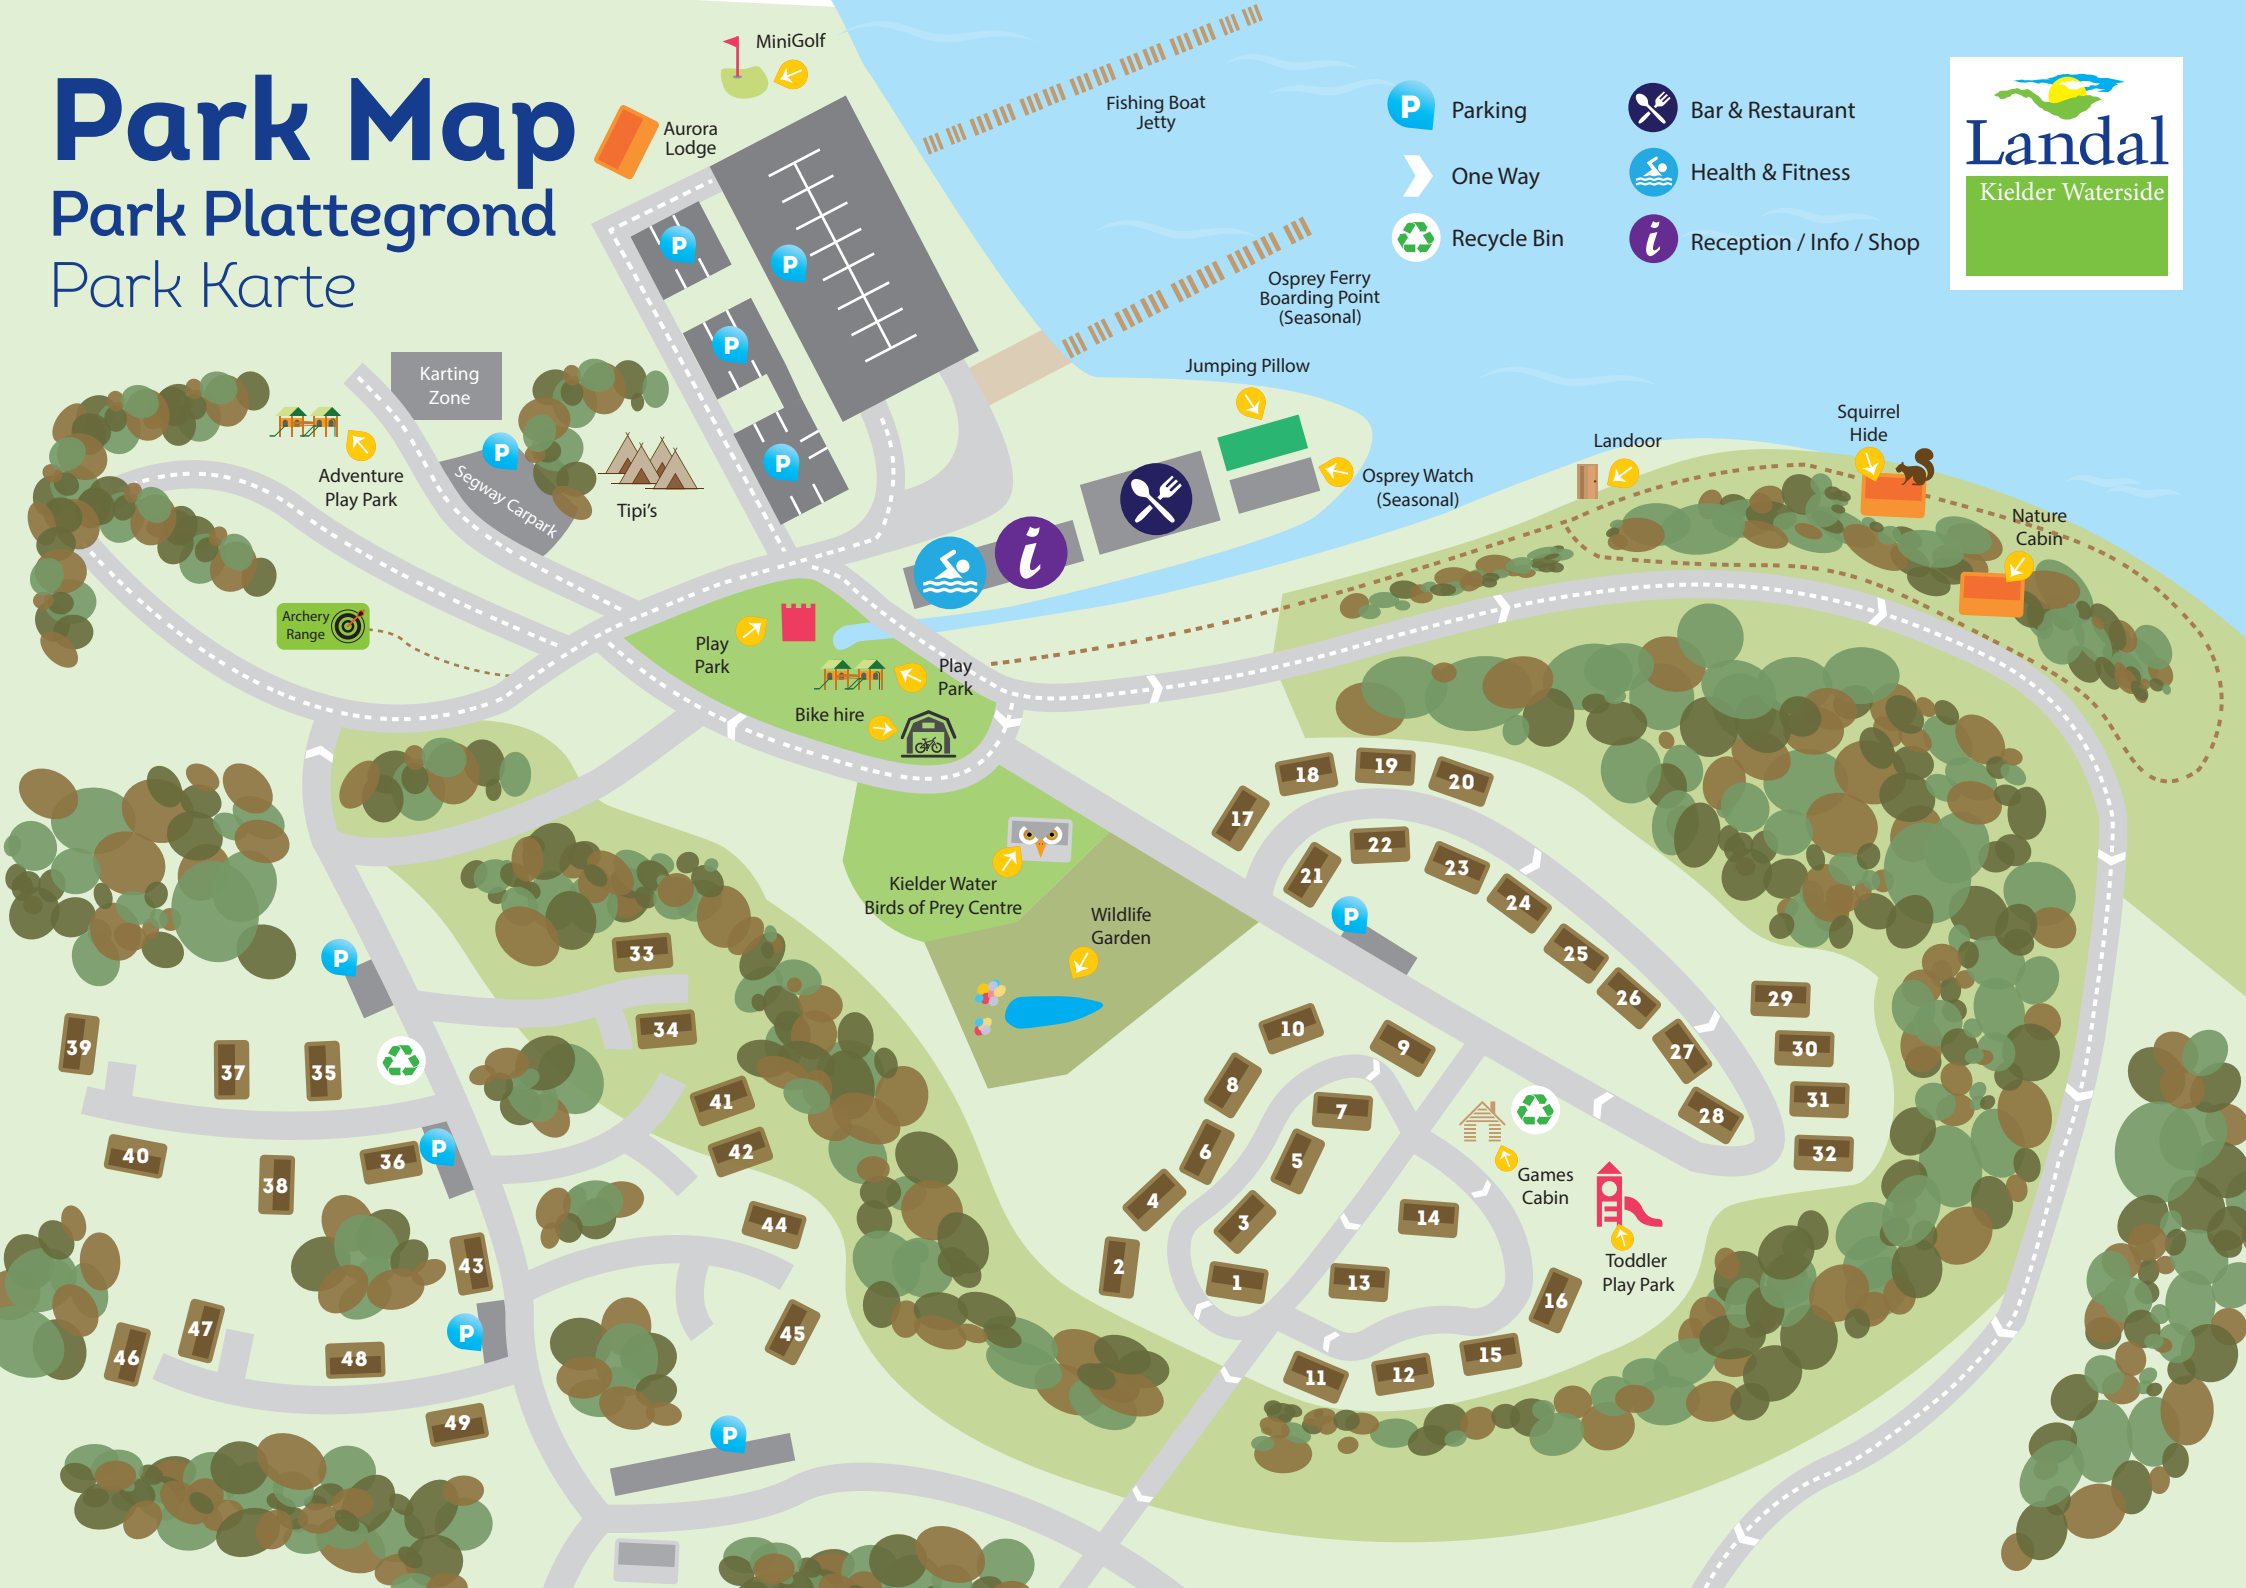 Park Map
Park Plattegrond
Park Karte
MiniGolf
Aurora
Lodge
Fishing Boat
Jetty
P Parking
One Way
Recycle Bin
Bar & Restaurant
Health & Fitness
i Reception / Info / Shop
Landal
Kielder Waterside
Osprey Ferry
Boarding Point
(Seasonal)
P
P
P
P
Karting
Zone
P
Segway Carpark
Adventure
Play Park
Tipi's
Jumping Pillow
Osprey Watch
(Seasonal)
i
Landoor
Squirrel
Hide
Nature
Cabin
Archery
Range
Play
Park
Play
Park
Bike hire
Kielder Water
Birds of Prey Centre
Wildlife
Garden
17
18
19
20
21
22
23
24
25
26
27
28
29
30
31
32
P
10
9
8
7
6
5
4
3
2
1
14
13
16
15
12
11
Games
Cabin
Toddler
Play Park
P
33
34
39
37
35
40
38
36
P
41
42
43
44
45
47
46
48
P
49
P